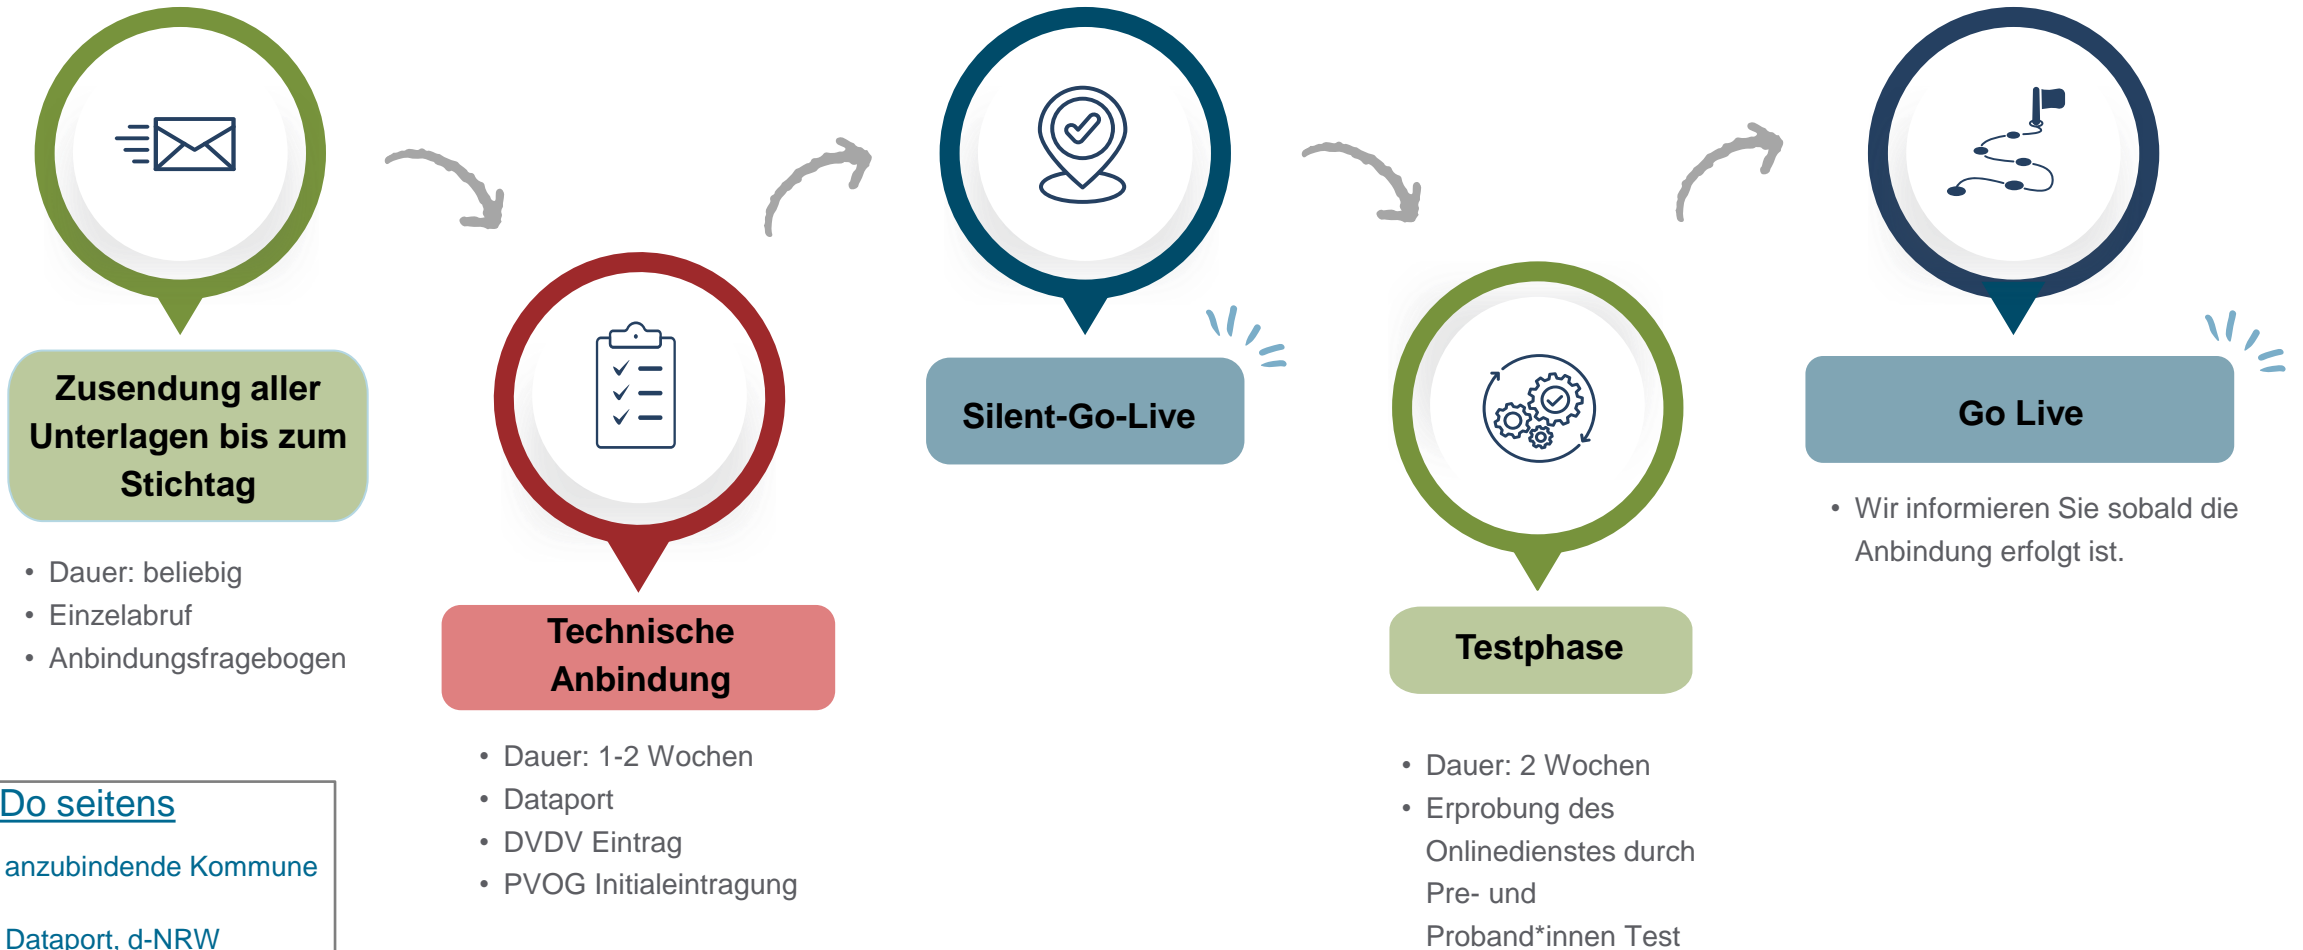 Zusendung aller
Unterlagen bis zum
Stichtag
• Dauer: beliebig
• Einzelabruf
• Anbindungsfragebogen
Do seitens
anzubindende Kommune
Dataport, d-NRW
Technische
Anbindung
• Dauer: 1-2 Wochen
• Dataport
• DVDV Eintrag
• PVOG Initialeintragung
Silent-Go-Live
Testphase
• Dauer: 2 Wochen
• Erprobung des
Onlinedienstes durch
Pre- und
Proband*innen Test
Go Live
• Wir informieren Sie sobald die
Anbindung erfolgt ist.